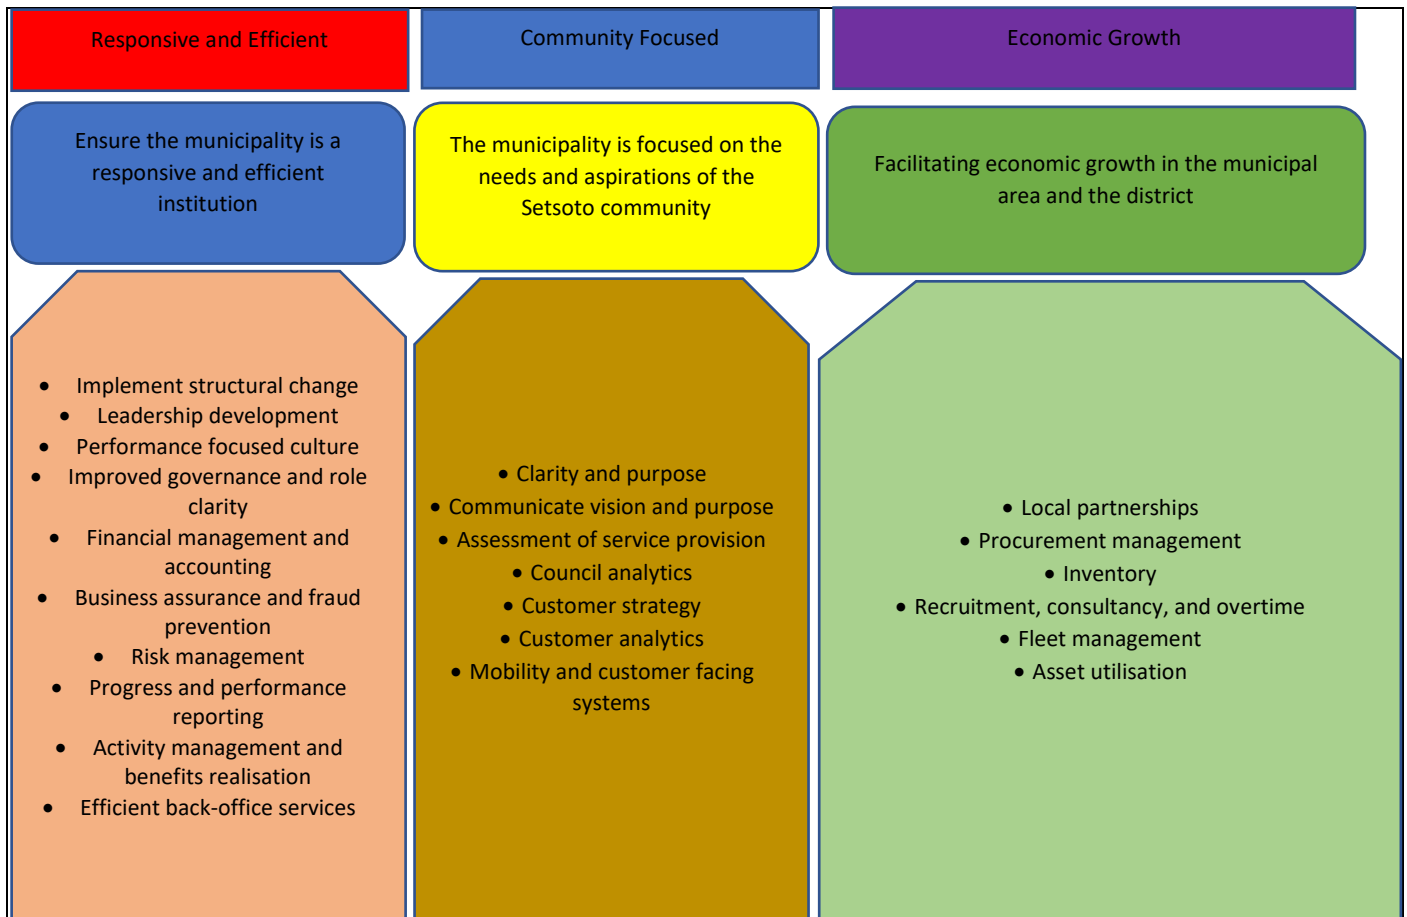 Responsive and Efficient
Community Focused
Economic Growth
Ensure the municipality is a
responsive and efficient
institution
The municipality is focused on the
needs and aspirations of the
Setsoto community
Facilitating economic growth in the municipal
area and the district
• Implement structural change
• Leadership development
• Performance focused culture
• Improved governance and role
clarity
• Financial management and
accounting
• Business assurance and fraud
prevention
• Risk management
• Progress and performance
reporting
• Activity management and
benefits realisation
• Efficient back-office services
• Clarity and purpose
• Communicate vision and purpose
• Assessment of service provision
• Council analytics
• Customer strategy
• Customer analytics
• Mobility and customer facing
systems
• Local partnerships
• Procurement management
• Inventory
• Recruitment, consultancy, and overtime
• Fleet management
• Asset utilisation